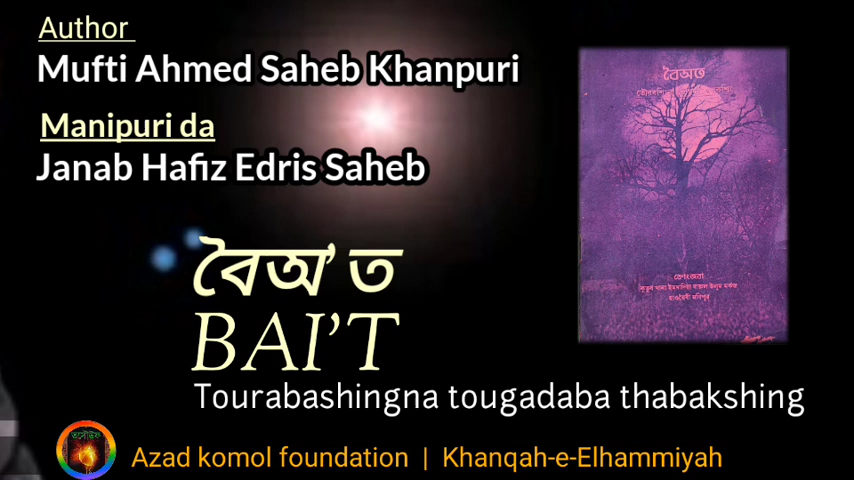 Author
Mufti Ahmed Saheb Khanpuri
Manipuri da
Janab Hafiz Edris Saheb
বৈঅ'ত
BAI'T
Tourabashingna tougadaba thabakshing
Azad komol foundation | Khanqah-e-Elhammiyah
বৈঅত